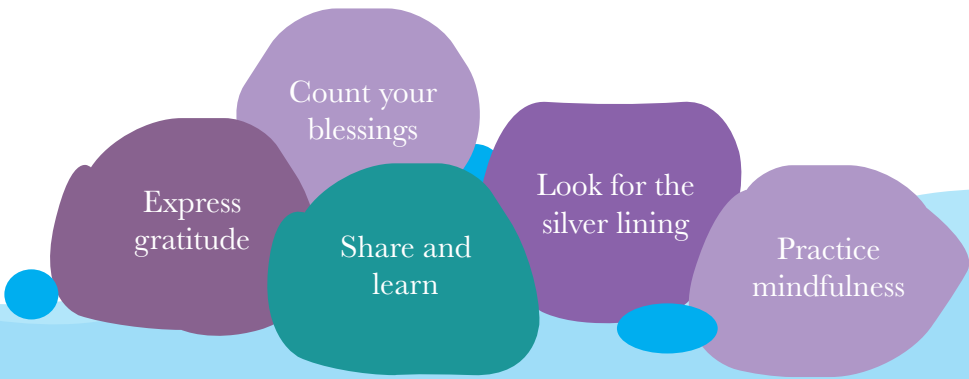 Count your
blessings
Express
gratitude
Share and
learn
Look for the
silver lining
Practice
mindfulness